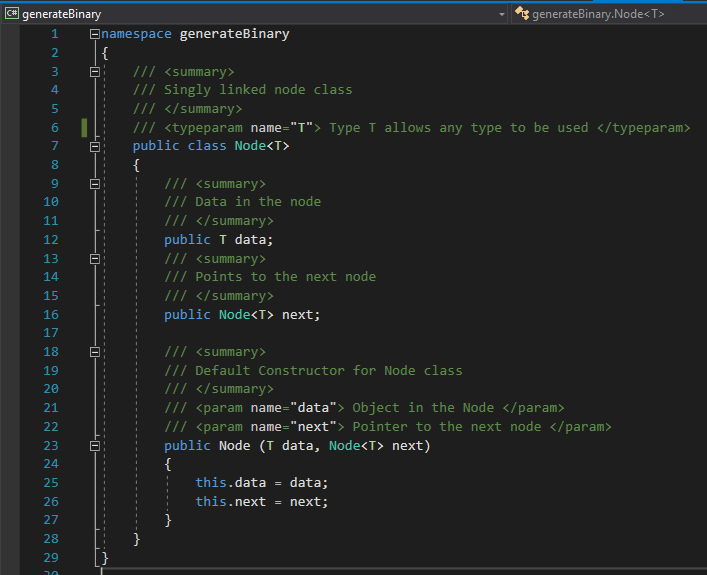 C# generateBinary generateBinary.Node<T>
1 namespace generateBinary
2 {
3 /// <summary>
4 /// Singly linked node class
5 /// </summary>
6 /// <typeparam name="T"> Type T allows any type to be used </typeparam>
7 public class Node<T>
8 {
9 /// <summary>
10 /// Data in the node
11 /// </summary>
12 public T data;
13 /// <summary>
14 /// Points to the next node
15 /// </summary>
16 public Node<T> next;
17
18 /// <summary>
19 /// Default Constructor for Node class
20 /// </summary>
21 /// <param name="data"> Object in the Node </param>
22 /// <param name="next"> Pointer to the next node </param>
23 public Node (T data, Node<T> next)
24 {
25 this.data = data;
26 this.next = next;
27 }
28 }
29 }